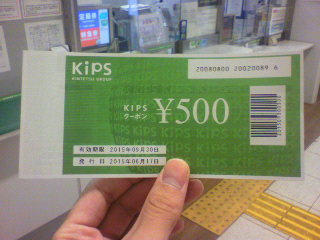 KIPS
KINTETSU GROUP
20080800 20020089 6
KIPS
クーポン
¥500
有効期限 2015年09月30日
発行日 2015年06月17日